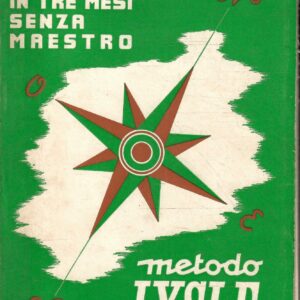 IN TRE MESI
SENZA
MAESTRO
O
E
metodo